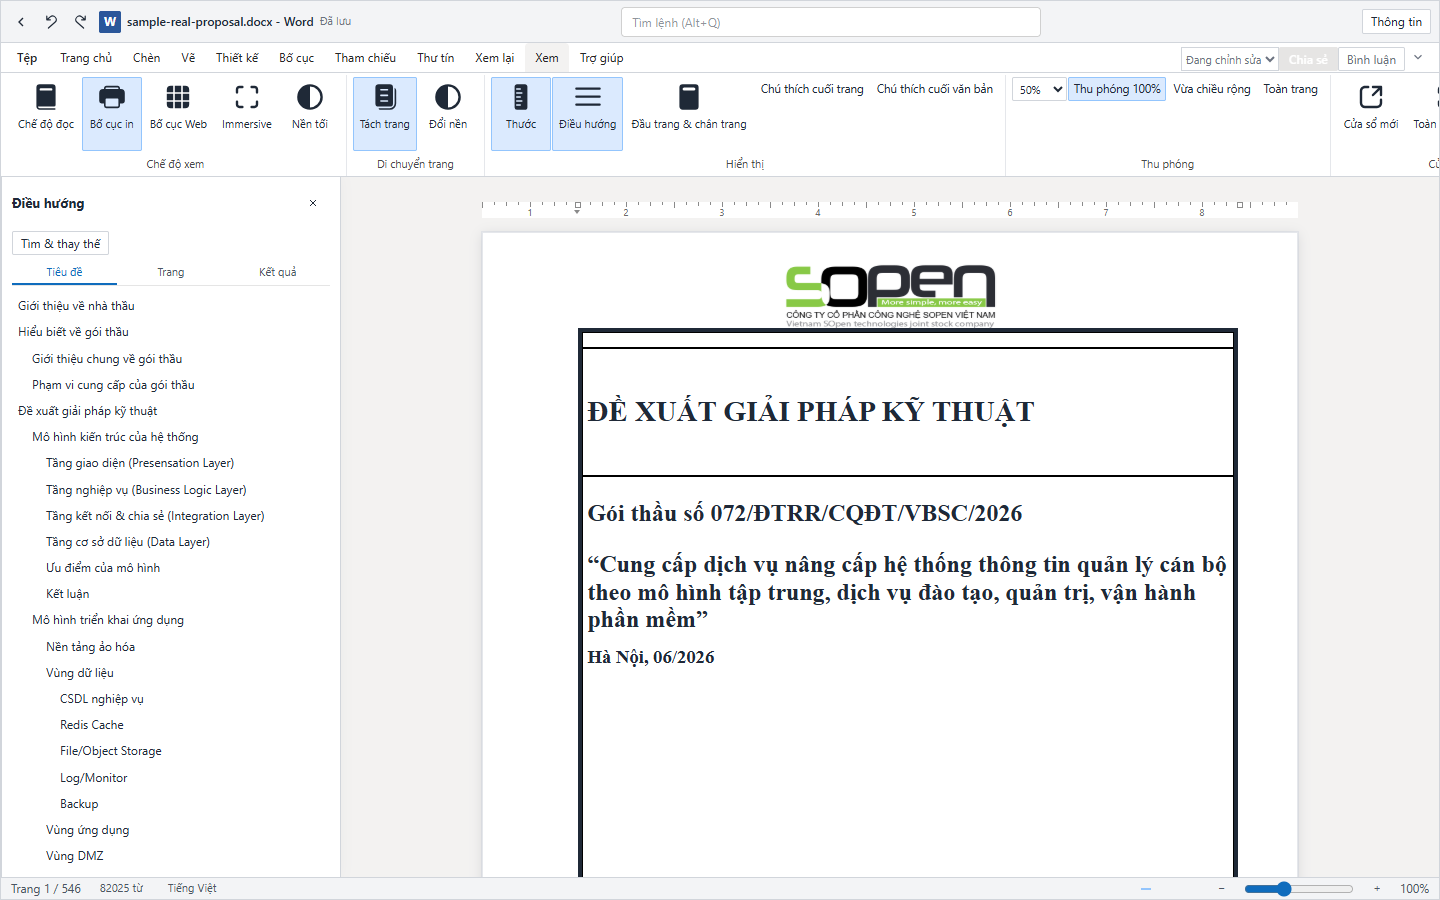 W sample-real-proposal.docx - Word Đã lưu
Tìm lệnh (Alt+Q)
Thông tin
Tệp Trang chủ Chèn Vẽ Thiết kế Bố cục Tham chiếu Thư tín Xem lại Xem Trợ giúp
Đang chỉnh sửa Chia sẻ Bình luận
Chế độ đọc Bố cục in Bố cục Web Immersive Nền tối
Chế độ xem
Tách trang Đổi nền
Di chuyển trang
Thước Điều hướng Đầu trang & chân trang Chú thích cuối trang Chú thích cuối văn bản
Hiển thị
50% Thu phóng 100% Vừa chiều rộng Toàn trang
Thu phóng
Cửa sổ mới Toàn
Điều hướng
Tìm & thay thế
Tiêu đề Trang Kết quả
Giới thiệu về nhà thầu
Hiểu biết về gói thầu
Giới thiệu chung về gói thầu
Phạm vi cung cấp của gói thầu
Đề xuất giải pháp kỹ thuật
Mô hình kiến trúc của hệ thống
Tầng giao diện (Presensation Layer)
Tầng nghiệp vụ (Business Logic Layer)
Tầng kết nối & chia sẻ (Integration Layer)
Tầng cơ sở dữ liệu (Data Layer)
Ưu điểm của mô hình
Kết luận
Mô hình triển khai ứng dụng
Nền tảng ảo hóa
Vùng dữ liệu
CSDL nghiệp vụ
Redis Cache
File/Object Storage
Log/Monitor
Backup
Vùng ứng dụng
Vùng DMZ
1 2 3 4 5 6 7 8
sopen
More simple, more easy
CÔNG TY CỔ PHẦN CÔNG NGHỆ SOPEN VIỆT NAM
Vietnam SOpen technologies joint stock company
ĐỀ XUẤT GIẢI PHÁP KỸ THUẬT
Gói thầu số 072/ĐTRR/CQĐT/VBSC/2026
“Cung cấp dịch vụ nâng cấp hệ thống thông tin quản lý cán bộ
theo mô hình tập trung, dịch vụ đào tạo, quản trị, vận hành
phần mềm”
Hà Nội, 06/2026
Trang 1 / 546 82025 từ Tiếng Việt
100%